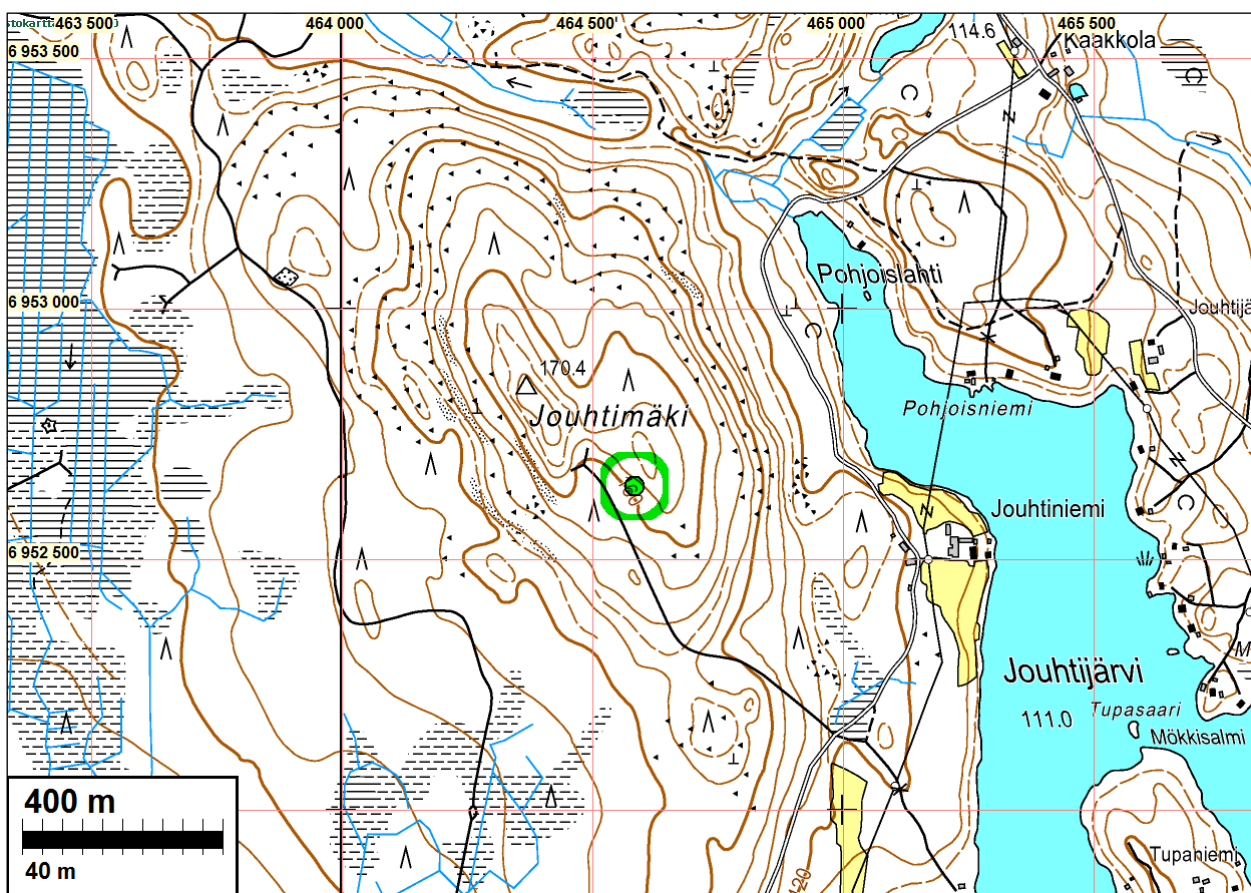 463 500
464 000
464 500
465 000
465 500
6 953 500
114.6
Kaakkola
Pohjoislahti
6 953 000
170.4
Jouhtimäki
Pohjoisniemi
Jouhtiniemi
6 952 500
Jouhtijärvi
111.0
Tupasaari
Mökkisalmi
Tupaniemi
400 m
40 m